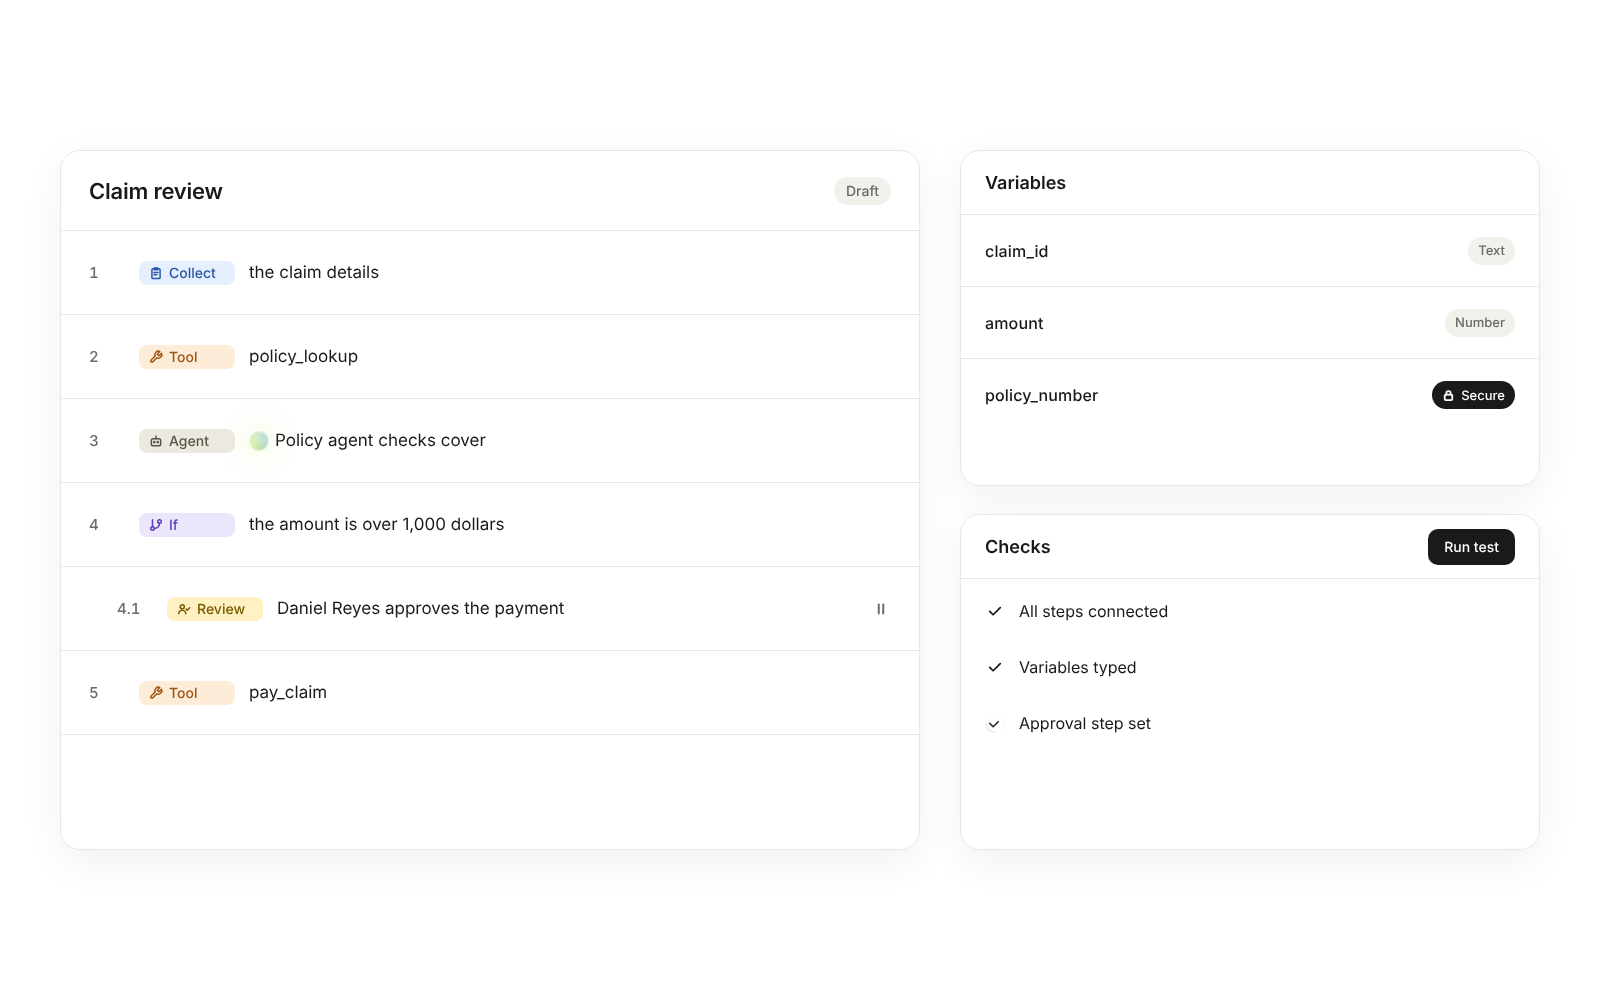 Claim review
Draft
1 Collect the claim details
2 Tool policy_lookup
3 Agent Policy agent checks cover
4 If the amount is over 1,000 dollars
4.1 Review Daniel Reyes approves the payment
5 Tool pay_claim
Variables
claim_id Text
amount Number
policy_number Secure
Checks
Run test
All steps connected
Variables typed
Approval step set